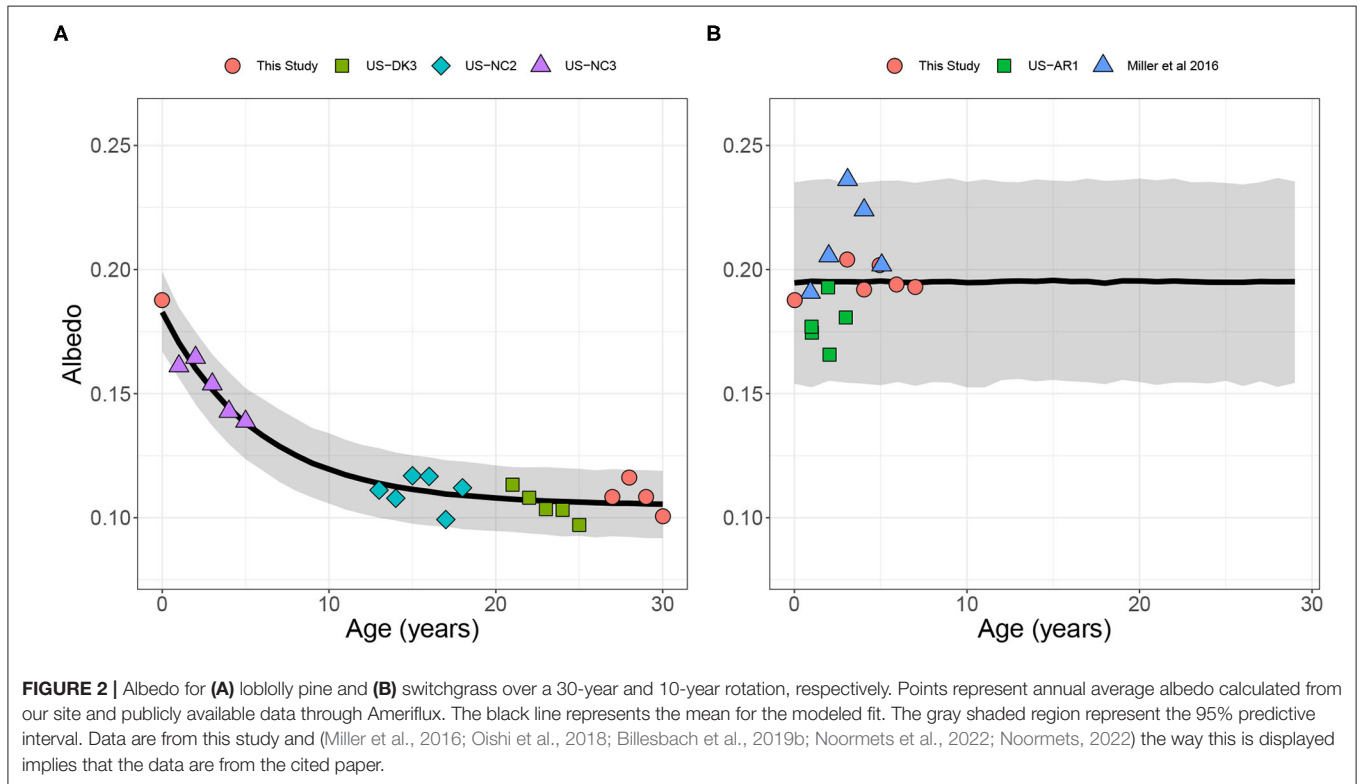 A
B
This Study US−DK3 US−NC2 US−NC3
This Study US−AR1 Miller et al 2016
0.25
0.20
0.15
0.10
Albedo
0 10 20 30
Age (years)
0.25
0.20
0.15
0.10
0 10 20 30
Age (years)
FIGURE 2 | Albedo for (A) loblolly pine and (B) switchgrass over a 30-year and 10-year rotation, respectively. Points represent annual average albedo calculated from
our site and publicly available data through Ameriflux. The black line represents the mean for the modeled fit. The gray shaded region represent the 95% predictive
interval. Data are from this study and (Miller et al., 2016; Oishi et al., 2018; Billesbach et al., 2019b; Noormets et al., 2022; Noormets, 2022) the way this is displayed
implies that the data are from the cited paper.